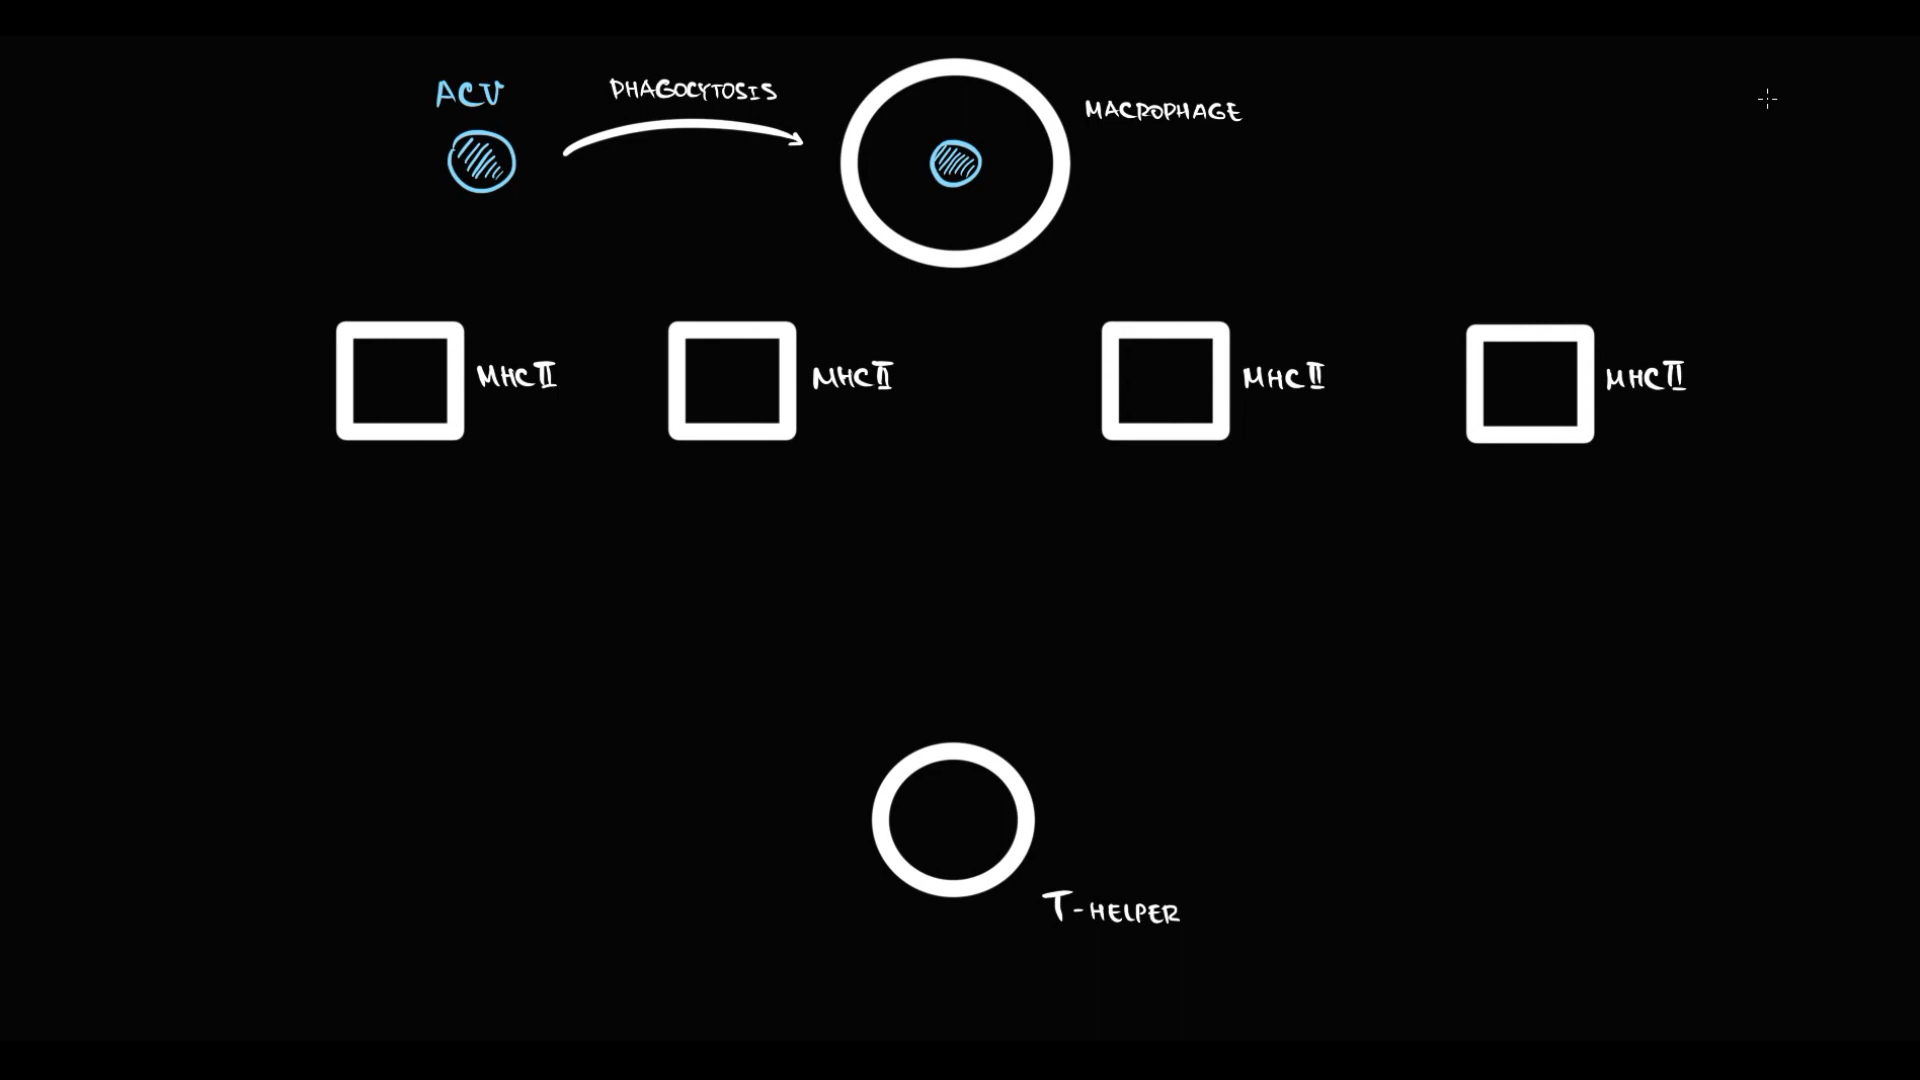 ACV
PHAGOCYTOSIS
MACROPHAGE
MHC II
MHC II
MHC II
MHC II
T-HELPER